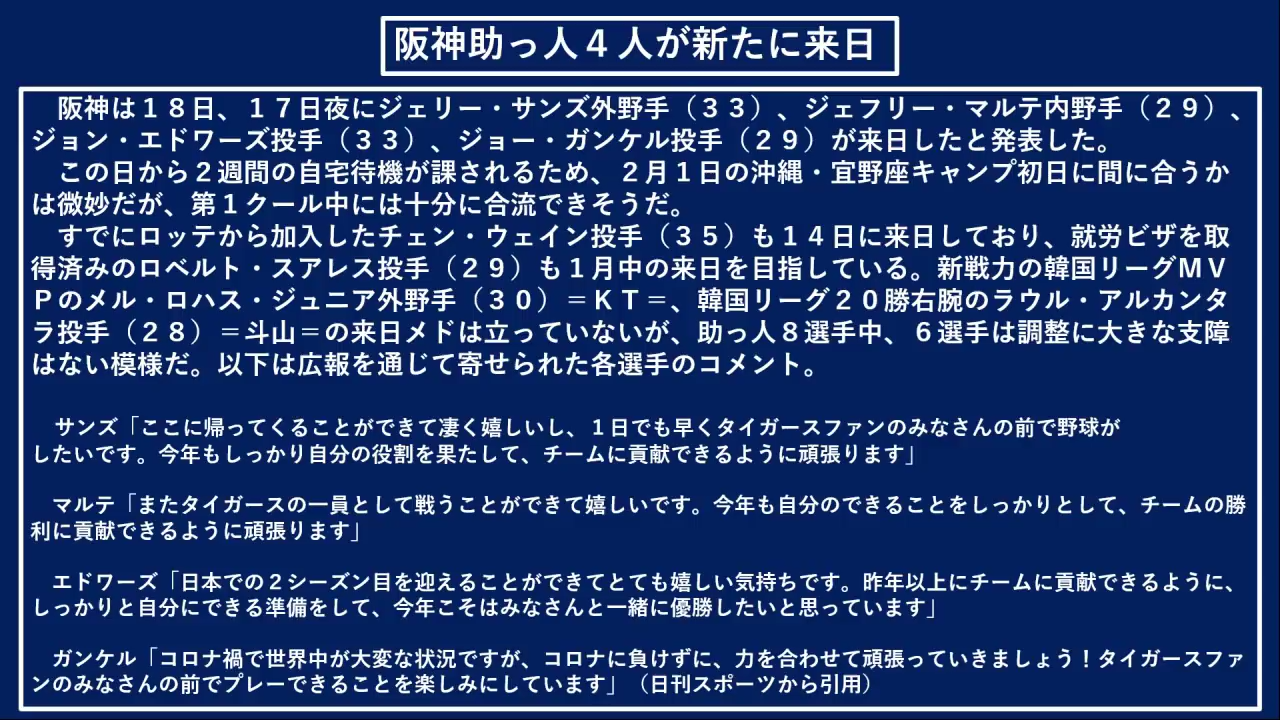 阪神助っ人４人が新たに来日
阪神は１８日、１７日夜にジェリー・サンズ外野手（３３）、ジェフリー・マルテ内野手（２９）、
ジョン・エドワーズ投手（３３）、ジョー・ガンケル投手（２９）が来日したと発表した。
この日から２週間の自宅待機が課されるため、２月１日の沖縄・宜野座キャンプ初日に間に合うか
は微妙だが、第１クール中には十分に合流できそうだ。
すでにロッテから加入したチェン・ウェイン投手（３５）も１４日に来日しており、就労ビザを取
得済みのロベルト・スアレス投手（２９）も１月中の来日を目指している。新戦力の韓国リーグＭＶ
Ｐのメル・ロハス・ジュニア外野手（３０）＝ＫＴ＝、韓国リーグ２０勝右腕のラウル・アルカンタ
ラ投手（２８）＝斗山＝の来日メドは立っていないが、助っ人８選手中、６選手は調整に大きな支障
はない模様だ。以下は広報を通じて寄せられた各選手のコメント。
サンズ「ここに帰ってくることができて凄く嬉しいし、１日でも早くタイガースファンのみなさんの前で野球が
したいです。今年もしっかり自分の役割を果たして、チームに貢献できるように頑張ります」
マルテ「またタイガースの一員として戦うことができて嬉しいです。今年も自分のできることをしっかりとして、チームの勝
利に貢献できるように頑張ります」
エドワーズ「日本での２シーズン目を迎えることができてとても嬉しい気持ちです。昨年以上にチームに貢献できるように、
しっかりと自分にできる準備をして、今年こそはみなさんと一緒に優勝したいと思っています」
ガンケル「コロナ禍で世界中が大変な状況ですが、コロナに負けずに、力を合わせて頑張っていきましょう！タイガースファ
ンのみなさんの前でプレーできることを楽しみにしています」（日刊スポーツから引用）